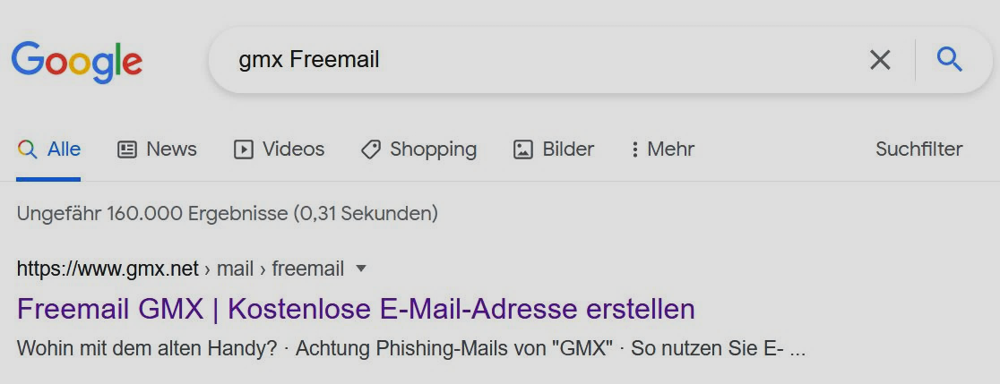 Google
gmx Freemail
Alle News Videos Shopping Bilder Mehr Suchfilter
Ungefähr 160.000 Ergebnisse (0,31 Sekunden)
https://www.gmx.net › mail › freemail
Freemail GMX | Kostenlose E-Mail-Adresse erstellen
Wohin mit dem alten Handy? · Achtung Phishing-Mails von "GMX" · So nutzen Sie E- ...